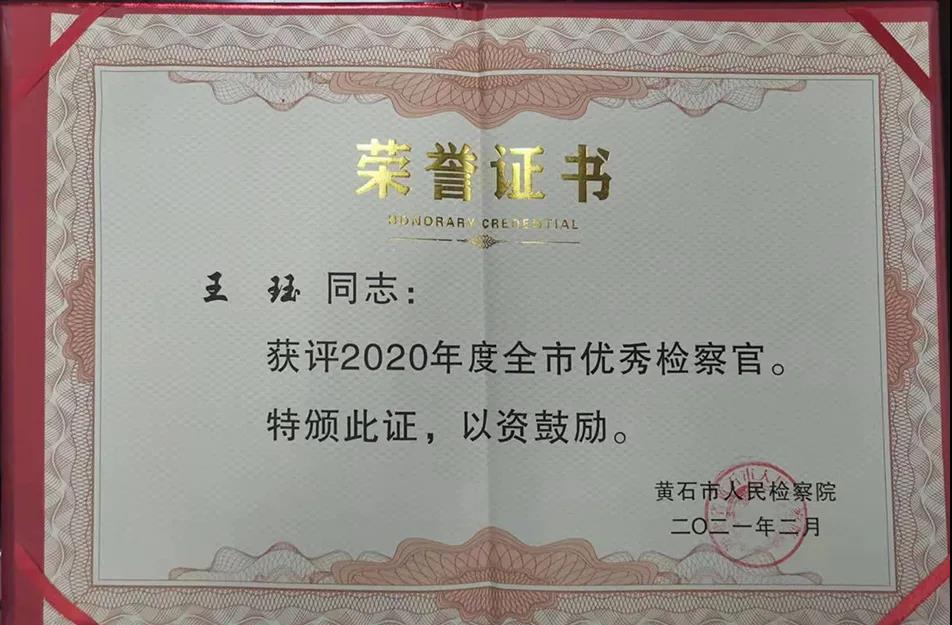 荣誉证书
HONORARY CREDENTIAL
王 珏 同志：
获评2020年度全市优秀检察官。
特颁此证，以资鼓励。
黄石市人民检察院
二〇二一年二月